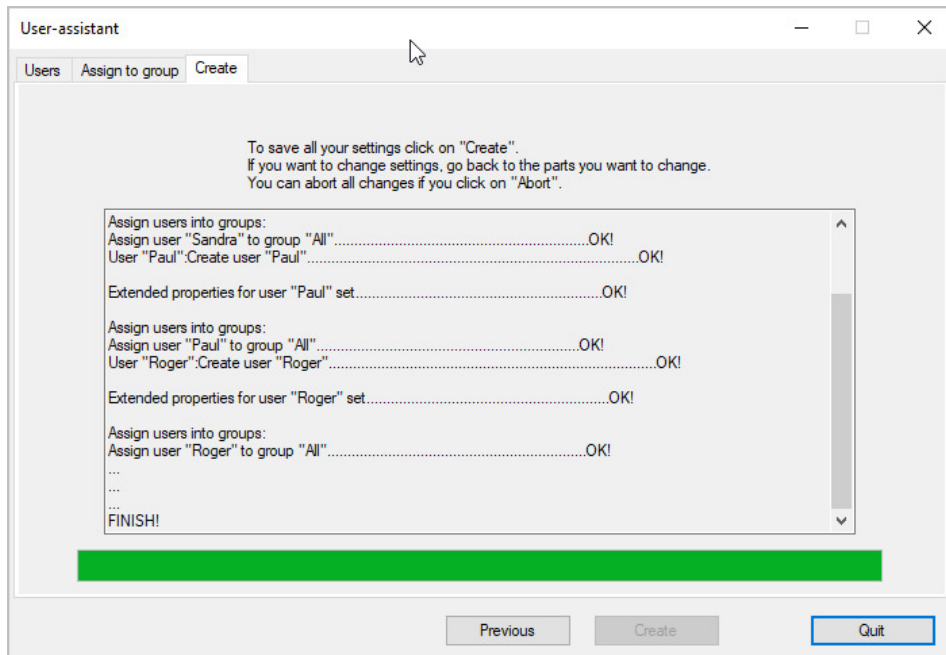 User-assistant
Users Assign to group Create
To save all your settings click on "Create".
If you want to change settings, go back to the parts you want to change.
You can abort all changes if you click on "Abort".
Assign users into groups:
Assign user "Sandra" to group "All"..............................................................OK!
User "Paul":Create user "Paul".................................................................................OK!
Extended properties for user "Paul" set............................................................OK!
Assign users into groups:
Assign user "Paul" to group "All"................................................................OK!
User "Roger":Create user "Roger"................................................................................OK!
Extended properties for user "Roger" set...........................................................OK!
Assign users into groups:
Assign user "Roger" to group "All"...............................................................OK!
...
...
...
FINISH!
Previous Create Quit